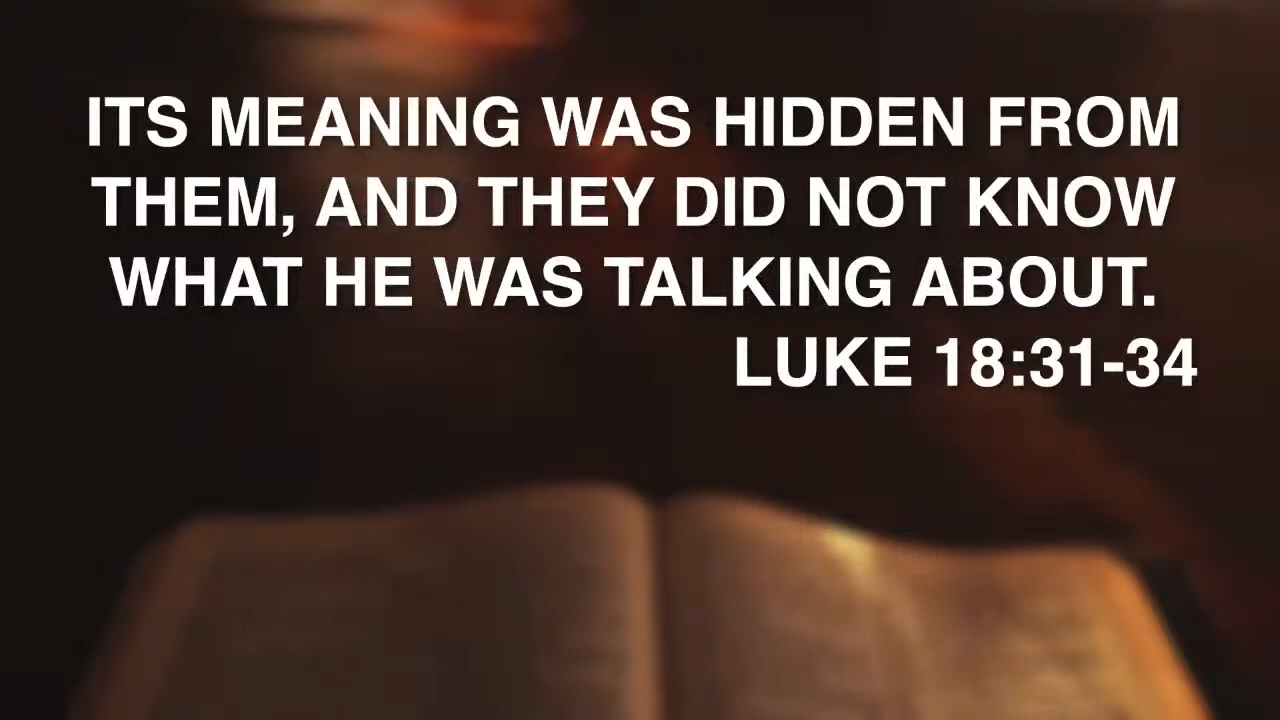 ITS MEANING WAS HIDDEN FROM
THEM, AND THEY DID NOT KNOW
WHAT HE WAS TALKING ABOUT.
LUKE 18:31-34